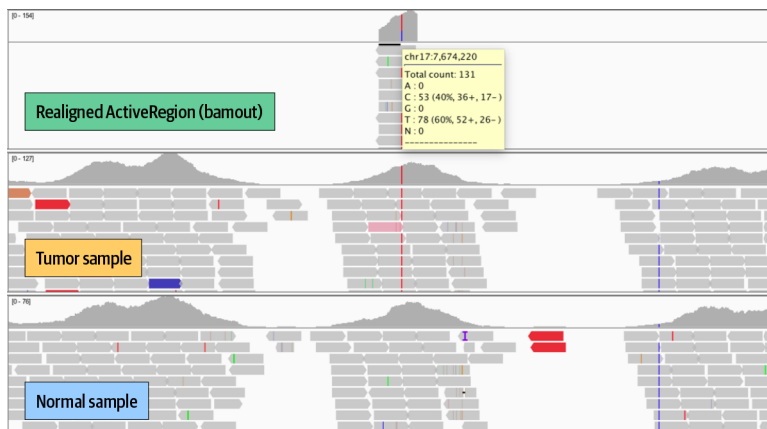 [0 - 154]
chr17:7,674,220
Total count: 131
A : 0
C : 53 (40%, 36+, 17- )
G : 0
T : 78 (60%, 52+, 26- )
N : 0
---------------
Realigned ActiveRegion (bamout)
[0 - 127]
Tumor sample
[0 - 76]
I
Normal sample